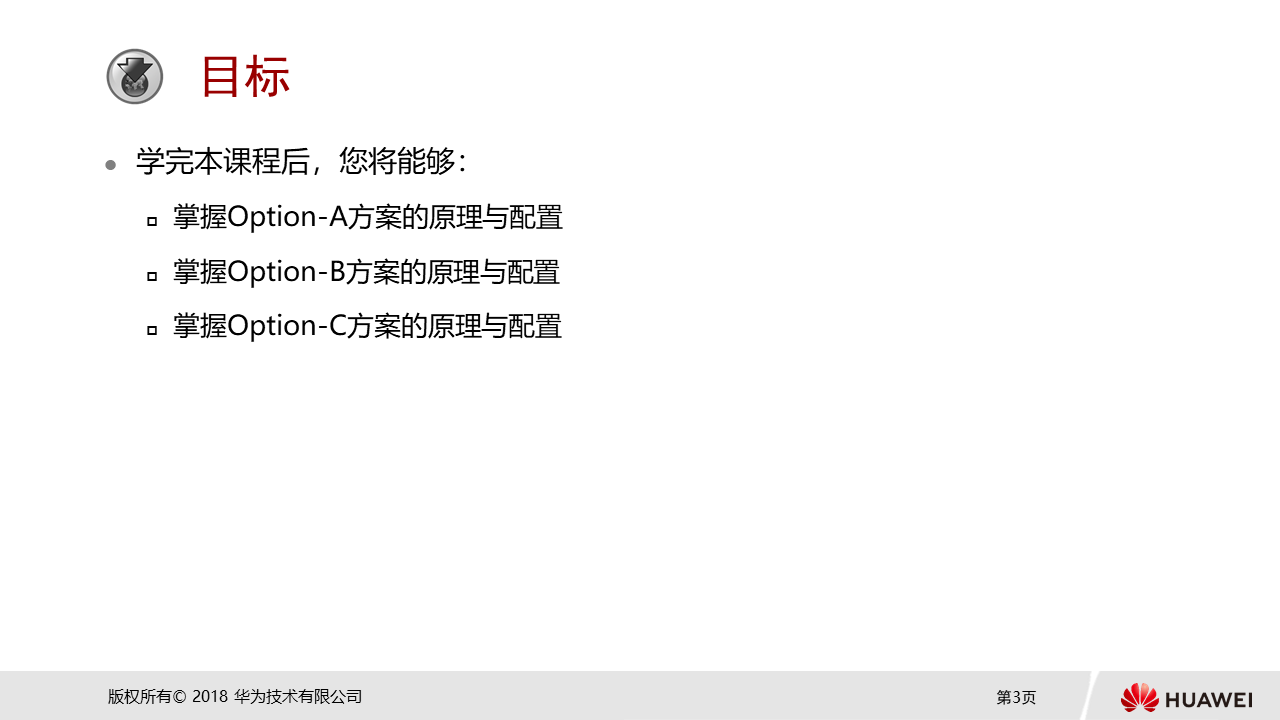 目标
学完本课程后，您将能够：
掌握Option-A方案的原理与配置
掌握Option-B方案的原理与配置
掌握Option-C方案的原理与配置
版权所有© 2018 华为技术有限公司
第3页
HUAWEI